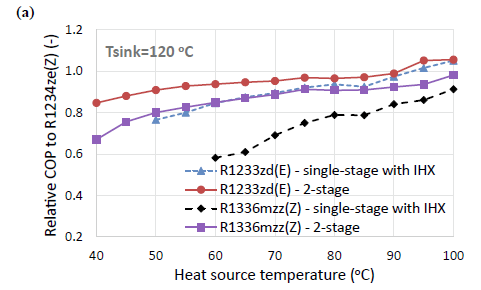 (a)
Tsink=120 °C
Relative COP to R1234ze(Z) (-)
1.2
1.0
0.8
0.6
0.4
0.2
R1233zd(E) - single-stage with IHX
R1233zd(E) - 2-stage
R1336mzz(Z) - single-stage with IHX
R1336mzz(Z) - 2-stage
40 50 60 70 80 90 100
Heat source temperature (°C)